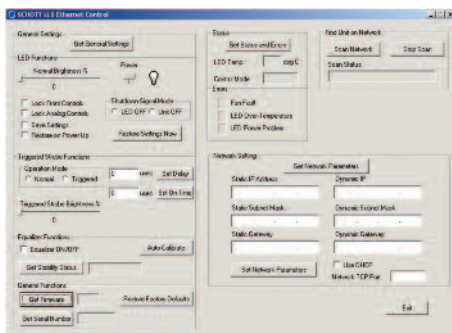 SCHOTT LLS Ethernet Control
General Settings
Get General Settings
LED Functions
Normal Brightness %
Power
0
Lock Front Controls
Lock Analog Controls
Save Settings
Restore on Power Up
Shutdown Signal Mode
LED OFF
Unit OFF
Restore Settings Now
Triggered Strobe Functions
Operation Mode
Normal
Triggered
0 usec Set Delay
0 usec Set On Time
Triggered Strobe Brightness %
0
Equalizer Functions
Equalizer ON/OFF
Auto Calibrate
Get Stability Status
General Functions
Get Firmware
Restore Factory Defaults
Get Serial Number
Status
Get Status and Errors
LED Temp: deg C
Control Mode:
Errors
Fan Fault
LED Over-Temperature
LED Power Problem
Find Unit on Network
Scan Network
Stop Scan
Scan Status:
Network Setting
Get Network Parameters
Static IP Address:
Dynamic IP:
Static Subnet Mask:
Dynamic Subnet Mask:
Static Gateway:
Dynamic Gateway:
Set Network Parameters
Use DHCP
Network TCP Port:
Exit